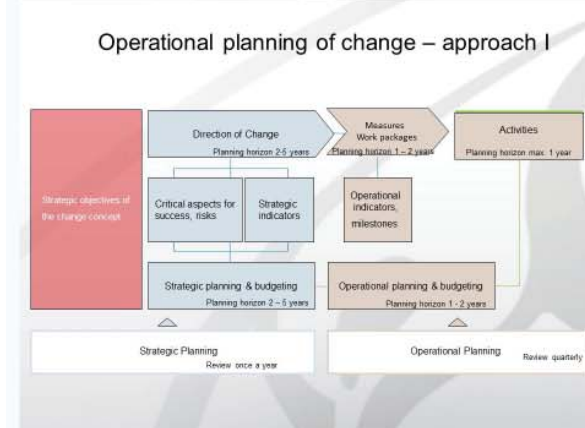 Operational planning of change – approach I
Direction of Change
Planning horizon 2-5 years
Measures
Work packages
Planning horizon 1 – 2 years
Activities
Planning horizon max. 1 year
Strategic objectives of
the change concept
Critical aspects for
success, risks
Strategic
indicators
Operational
indicators,
milestones
Strategic planning & budgeting
Planning horizon 2 – 5 years
Operational planning & budgeting
Planning horizon 1 - 2 years
Strategic Planning
Review once a year
Operational Planning
Review quarterly